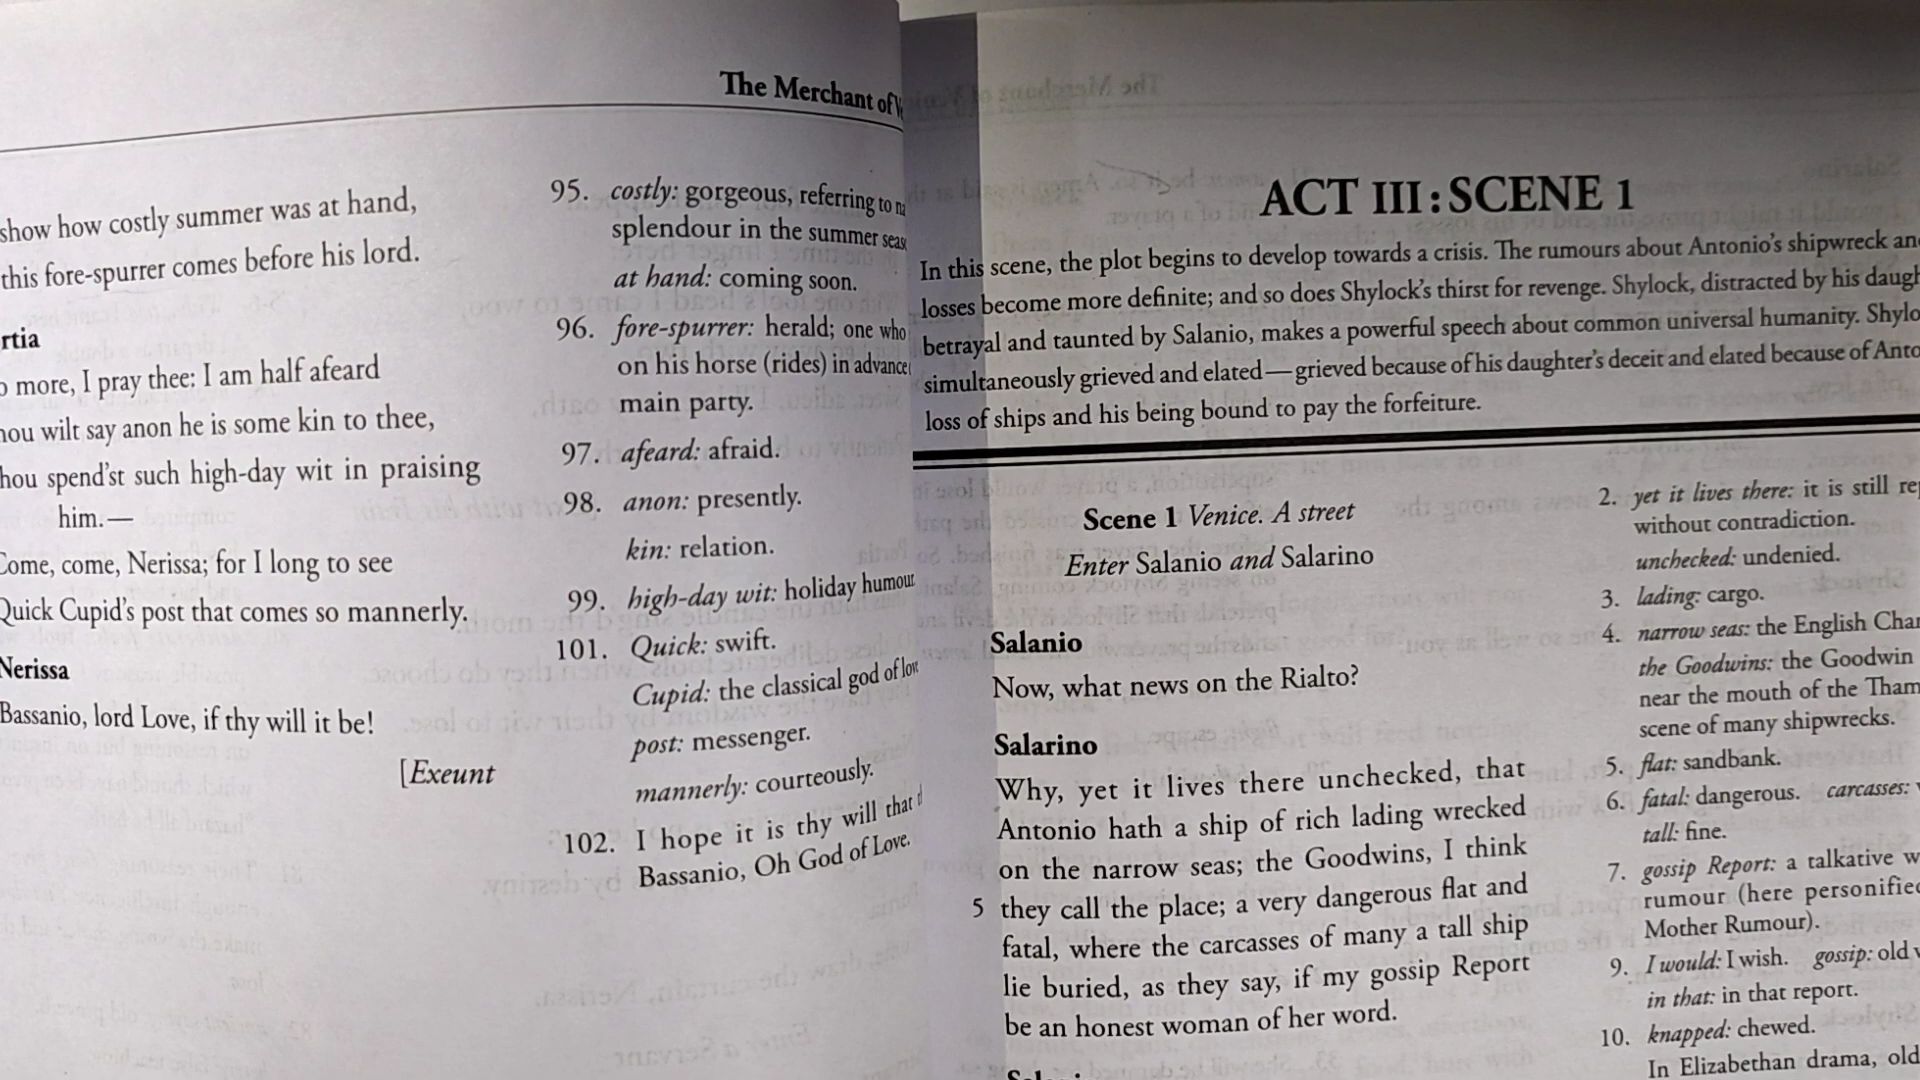 The Merchant of
show how costly summer was at hand,
this fore-spurrer comes before his lord.
more, I pray thee: I am half afeard
wilt say anon he is some kin to thee,
spend'st such high-day wit in praising
him.—
Come, come, Nerissa; for I long to see
Quick Cupid's post that comes so mannerly.
Nerissa
Bassanio, lord Love, if thy will it be!
[Exeunt
95. costly: gorgeous, referring to
splendour in the summer
at hand: coming soon.
96. fore-spurrer: herald; one who
on his horse (rides) in advance
main party.
97. afeard: afraid.
98. anon: presently.
kin: relation.
99. high-day wit: holiday humour
101. Quick: swift.
Cupid: the classical god of
post: messenger.
mannerly: courteously.
102. I hope it is thy will that
Bassanio, Oh God of Love.
ACT III: SCENE 1
In this scene, the plot begins to develop towards a crisis. The rumours about Antonio's shipwreck
losses become more definite; and so does Shylock's thirst for revenge. Shylock, distracted by his
betrayal and taunted by Salanio, makes a powerful speech about common universal humanity.
simultaneously grieved and elated—grieved because of his daughter's deceit and elated because of
loss of ships and his being bound to pay the forfeiture.
Scene 1 Venice. A street
Enter Salanio and Salarino
Salanio
Now, what news on the Rialto?
Salarino
Why, yet it lives there unchecked, that
Antonio hath a ship of rich lading wrecked
on the narrow seas; the Goodwins, I think
5 they call the place; a very dangerous flat and
fatal, where the carcasses of many a tall ship
lie buried, as they say, if my gossip Report
be an honest woman of her word.
2. yet it lives there: it is still
without contradiction.
unchecked: undenied.
3. lading: cargo.
4. narrow seas: the English
the Goodwins: the Goodwin
near the mouth of the
scene of many shipwrecks.
5. flat: sandbank.
6. fatal: dangerous. carcasses:
tall: fine.
7. gossip Report: a talkative
rumour (here
Mother Rumour).
9. I would: I wish. gossip: old
in that: in that report.
10. knapped: chewed.
In Elizabethan drama, old